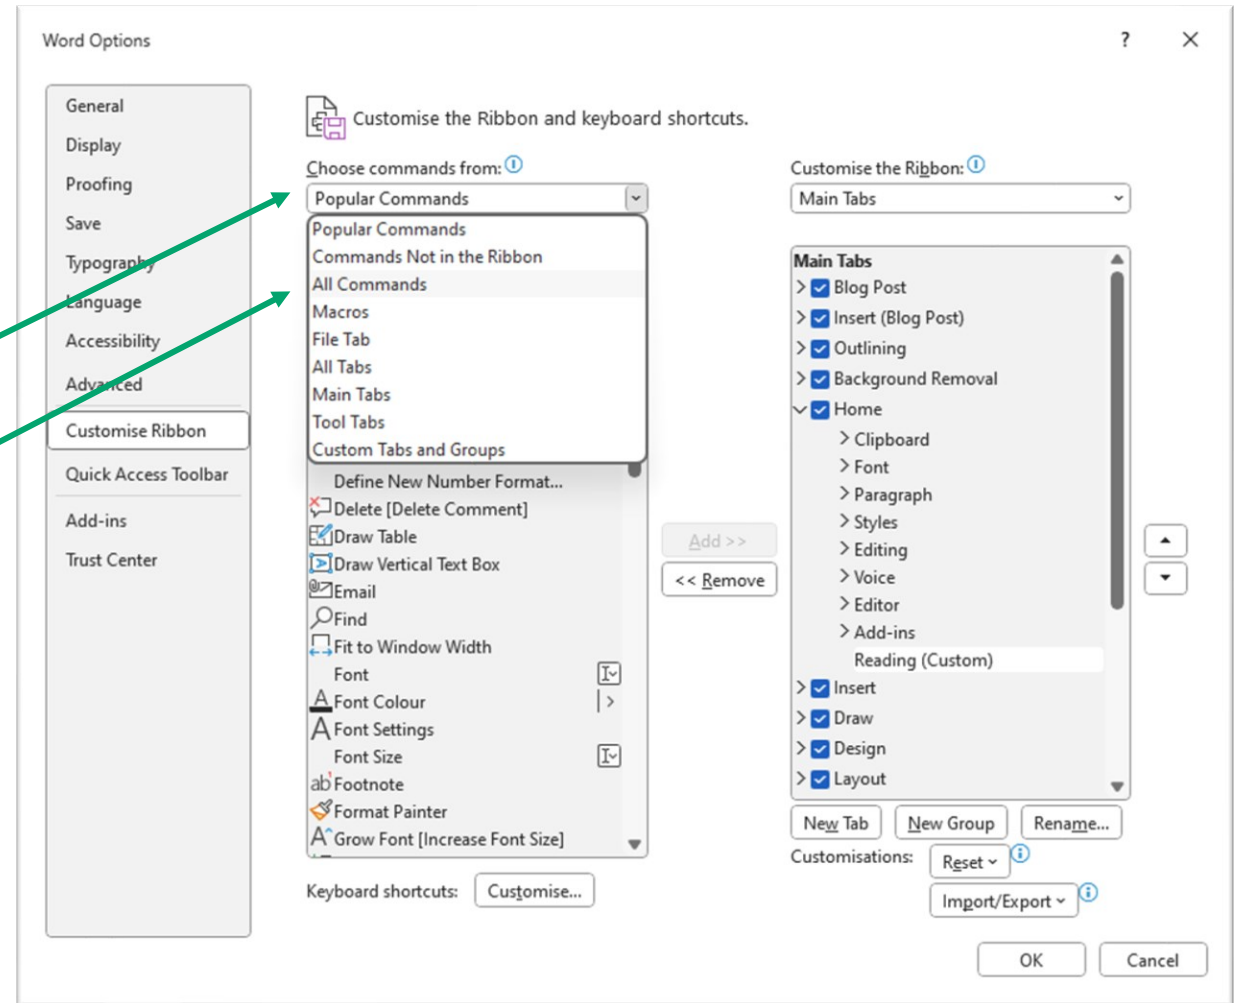 Word Options
?
General
Display
Proofing
Save
Typography
Language
Accessibility
Advanced
Customise Ribbon
Quick Access Toolbar
Add-ins
Trust Center
Customise the Ribbon and keyboard shortcuts.
Choose commands from:
Popular Commands
Popular Commands
Commands Not in the Ribbon
All Commands
Macros
File Tab
All Tabs
Main Tabs
Tool Tabs
Custom Tabs and Groups
Define New Number Format...
Delete [Delete Comment]
Draw Table
Draw Vertical Text Box
Email
Find
Fit to Window Width
Font
Font Colour
Font Settings
Font Size
Footnote
Format Painter
Grow Font [Increase Font Size]
Keyboard shortcuts: Customise...
Add >>
<< Remove
Customise the Ribbon:
Main Tabs
Main Tabs
Blog Post
Insert (Blog Post)
Outlining
Background Removal
Home
Clipboard
Font
Paragraph
Styles
Editing
Voice
Editor
Add-ins
Reading (Custom)
Insert
Draw
Design
Layout
New Tab New Group Rename...
Customisations: Reset
Import/Export
OK Cancel